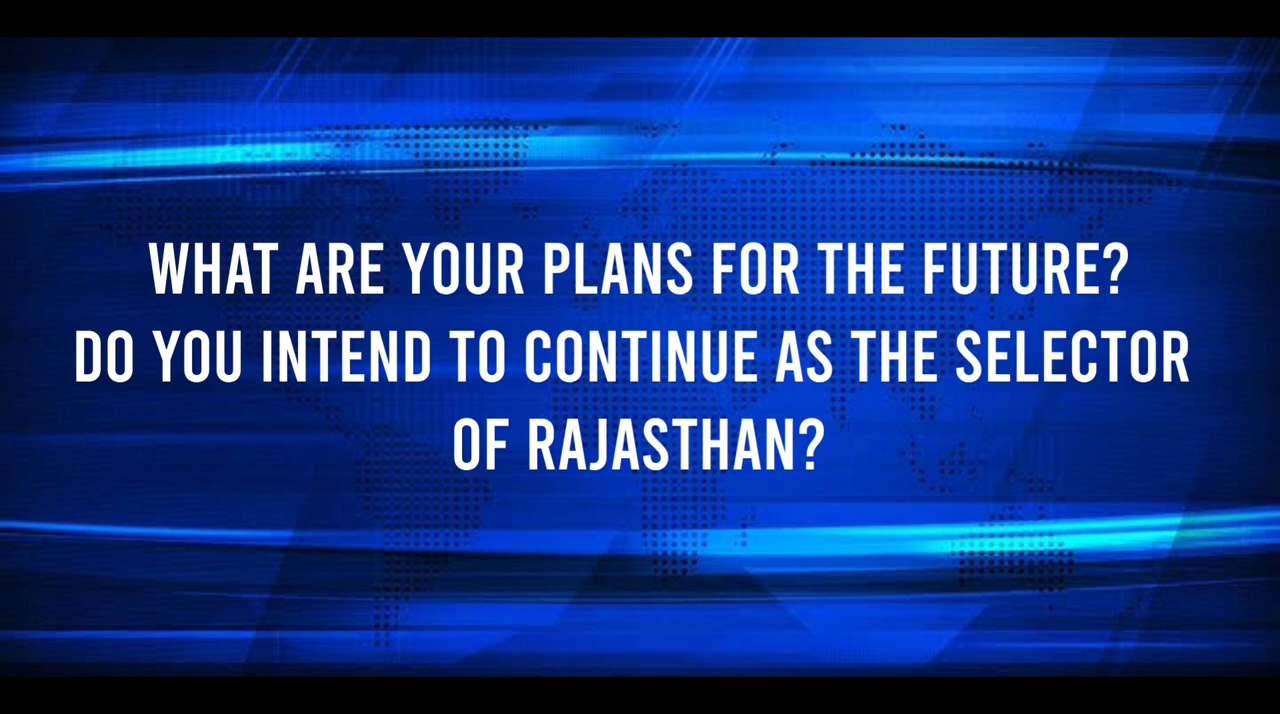 WHAT ARE YOUR PLANS FOR THE FUTURE?
DO YOU INTEND TO CONTINUE AS THE SELECTOR
OF RAJASTHAN?